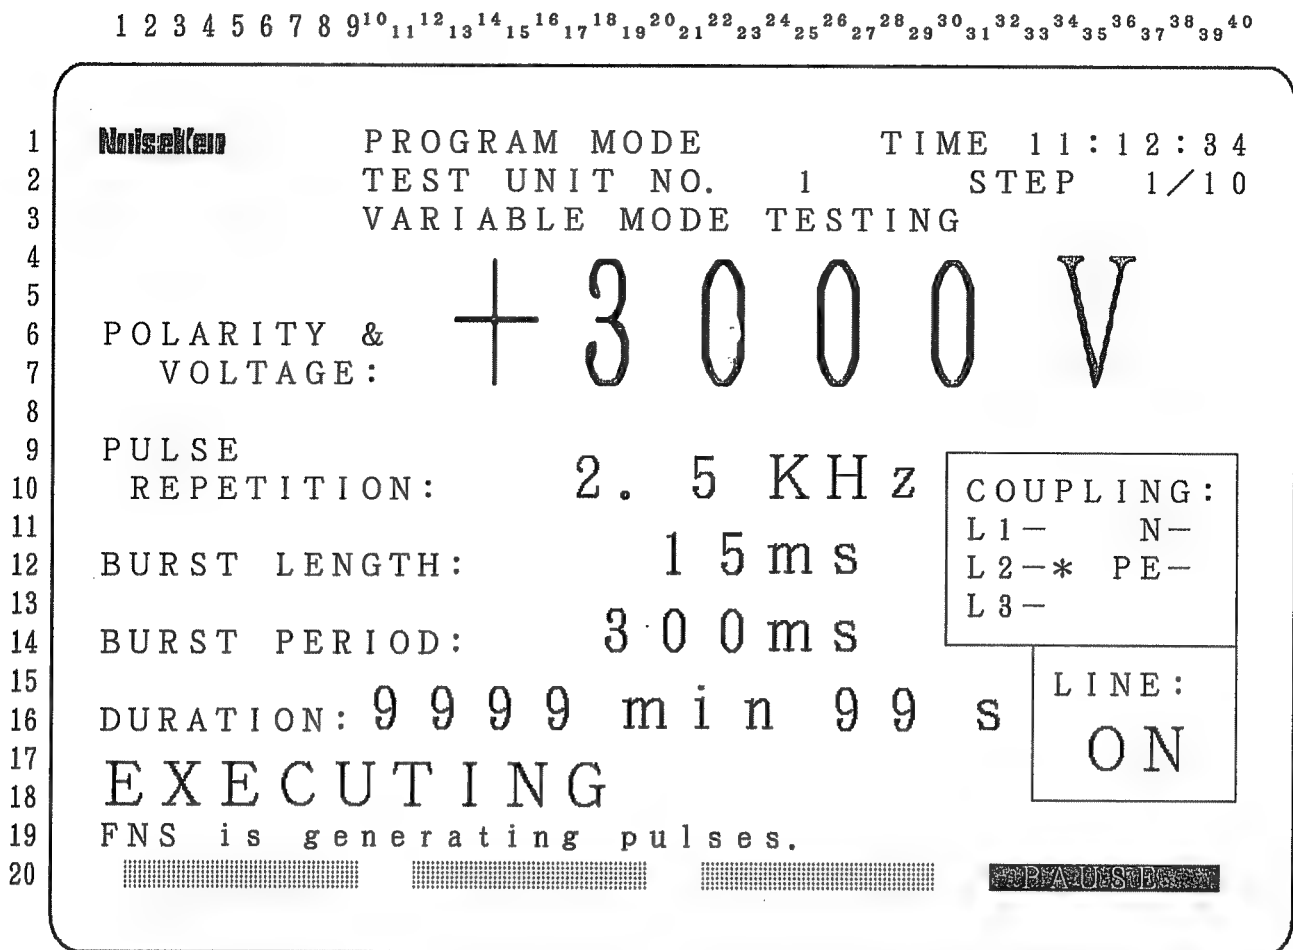 1 2 3 4 5 6 7 8 9 10 11 12 13 14 15 16 17 18 19 20 21 22 23 24 25 26 27 28 29 30 31 32 33 34 35 36 37 38 39 40
1 NoiseKen PROGRAM MODE TIME 11:12:34
2 TEST UNIT NO. 1 STEP 1/10
3 VARIABLE MODE TESTING
4
5 +3000V
6 POLARITY &
7 VOLTAGE:
8
9 PULSE
10 REPETITION: 2.5 KHz COUPLING:
11 L1- N-
12 BURST LENGTH: 15ms L2-* PE-
13 L3-
14 BURST PERIOD: 300ms
15 LINE:
16 DURATION: 9999 min 99 s
17 ON
18 EXECUTING
19 FNS is generating pulses.
20 PAUSE